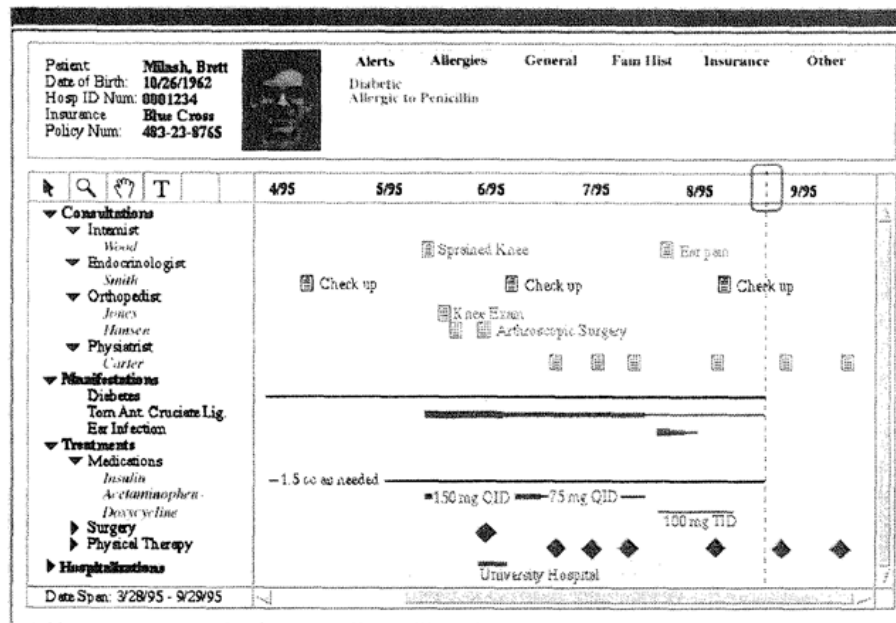 Patient Milash, Brett
Date of Birth: 10/26/1962
Hosp ID Num: 0001234
Insurance Blue Cross
Policy Num: 483-23-8765
Alerts Allergies General Fam Hist Insurance Other
Diabetic
Allergic to Penicillin
T 4/95 5/95 6/95 7/95 8/95 9/95
Consultations
Internist
Wood Sprained Knee Ear pain
Endocrinologist
Smith Check up Check up Check up
Orthopedist
Jones Knee Exam
Hansen Arthroscopic Surgery
Physiatrist
Carter
Manifestations
Diabetes
Torn Ant. Cruciate Lig.
Ear Infection
Treatments
Medications
Insulin 1.5 cc as needed
Acetaminophen 150 mg QID 75 mg QID
Doxycycline 100 mg TID
Surgery
Physical Therapy
Hospitalizations University Hospital
Date Span: 3/28/95 - 9/29/95